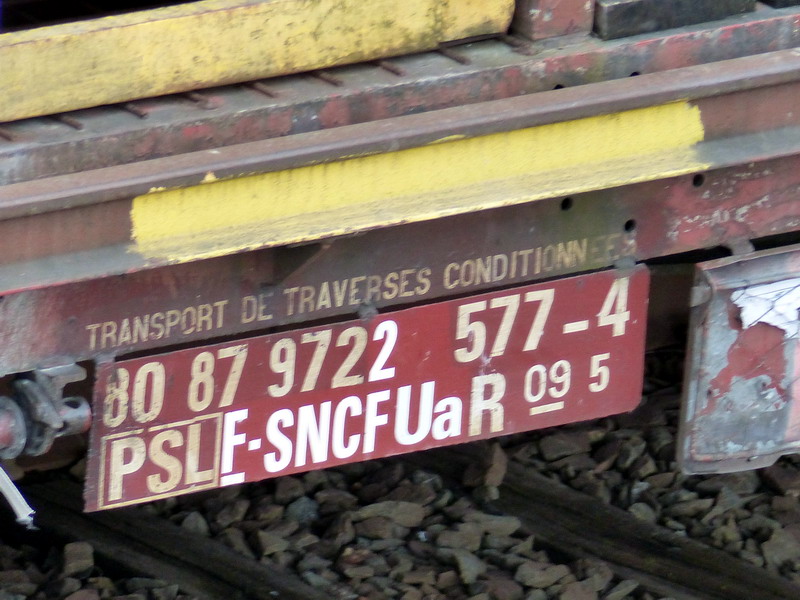 TRANSPORT DE TRAVERSES CONDITIONNEES
80 87 9722 577-4
PSL F-SNCF UaR 09 5